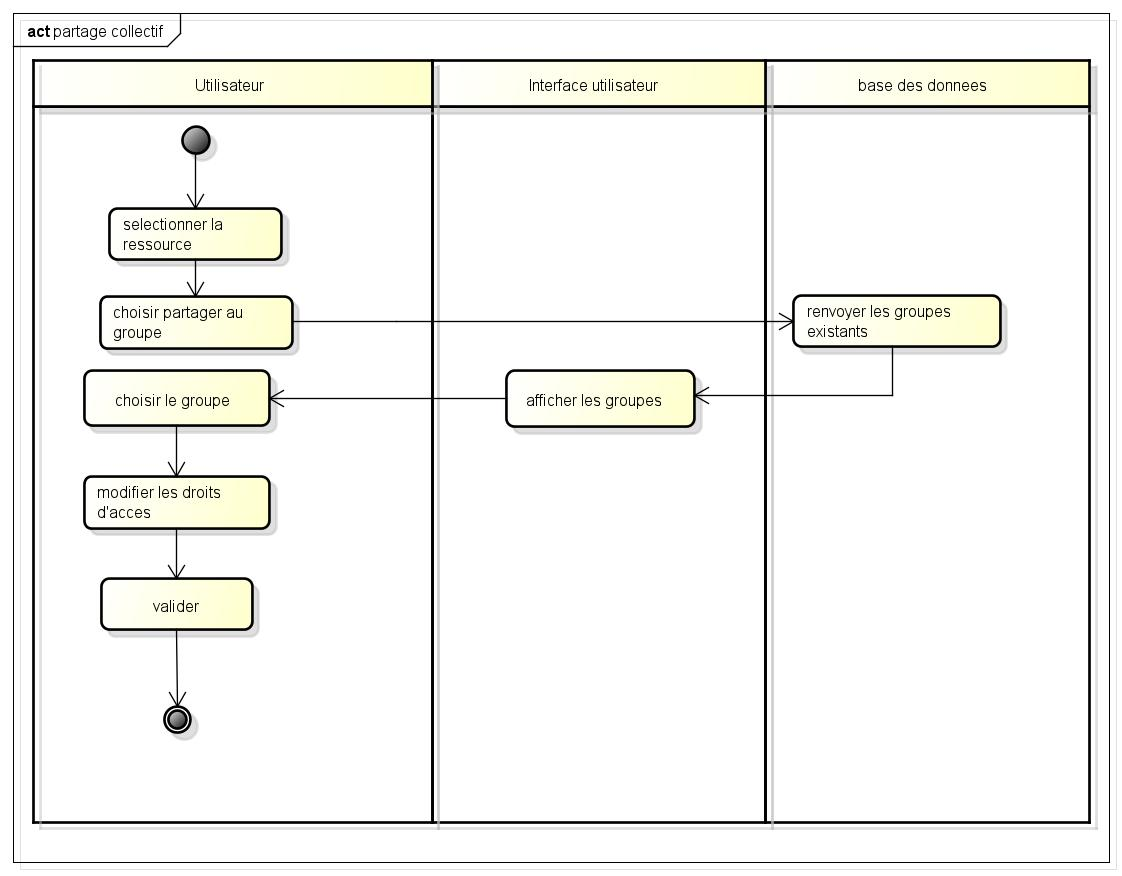 act partage collectif
Utilisateur
Interface utilisateur
base des donnees
selectionner la
ressource
choisir partager au
groupe
renvoyer les groupes
existants
choisir le groupe
afficher les groupes
modifier les droits
d'acces
valider